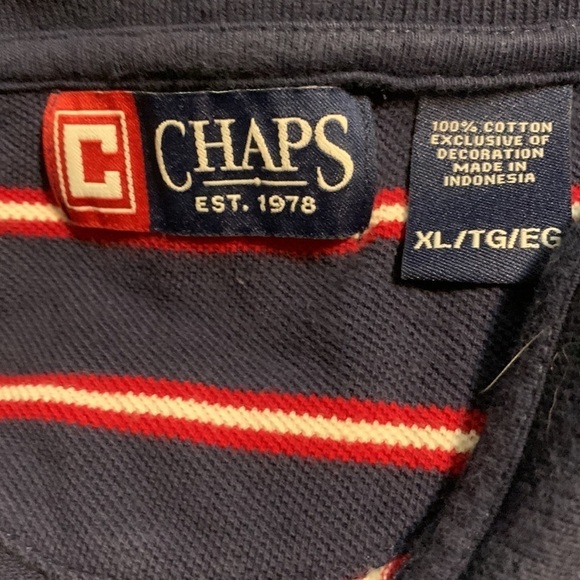 C
CHAPS
EST. 1978
100% COTTON
EXCLUSIVE OF
DECORATION
MADE IN
INDONESIA
XL/TG/EG